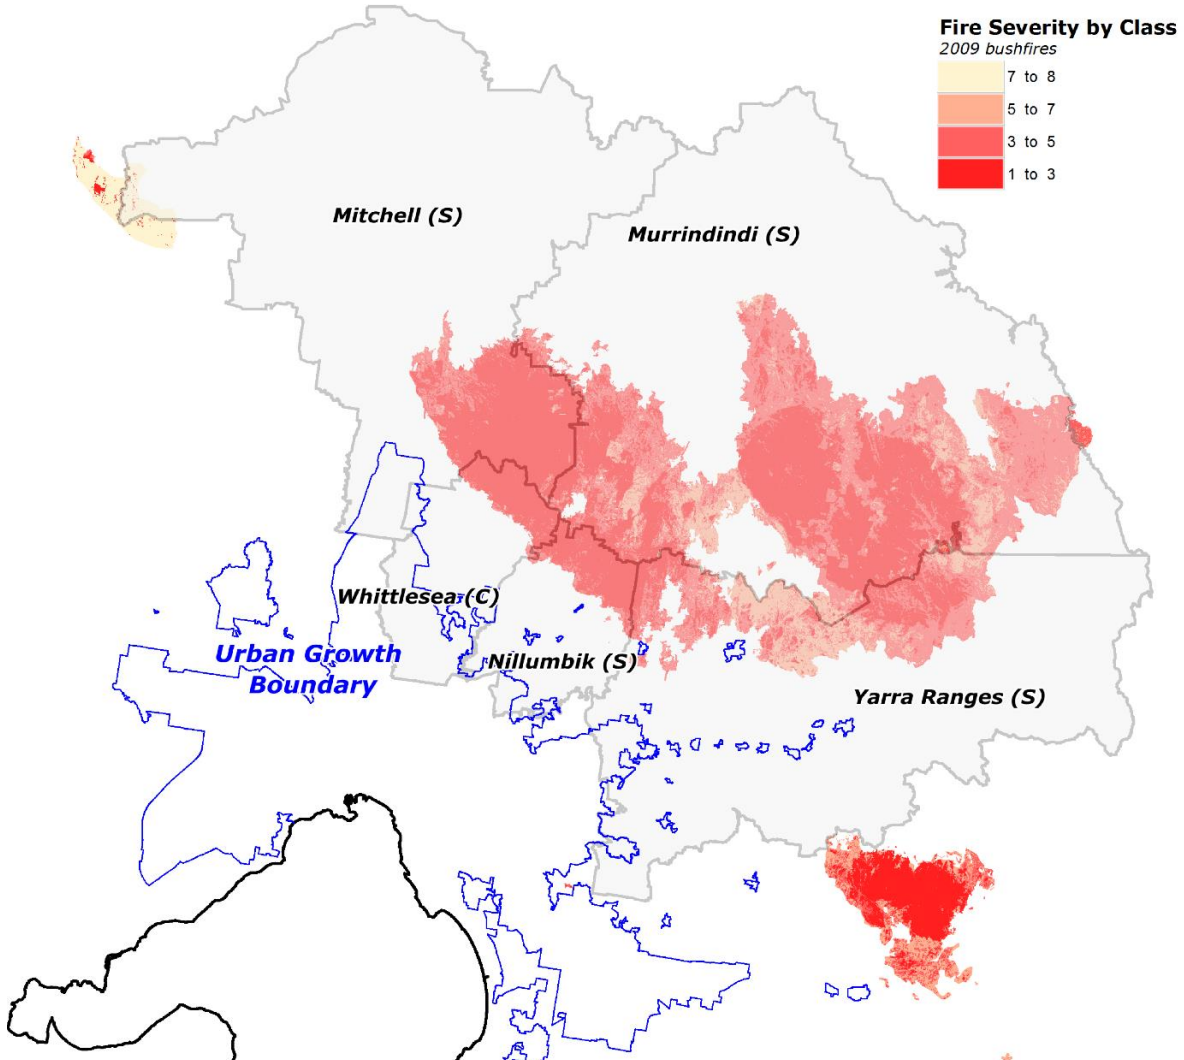 Fire Severity by Class
2009 bushfires
7 to 8
5 to 7
3 to 5
1 to 3
Mitchell (S)
Murrindindi (S)
Whittlesea (C)
Urban Growth
Boundary
Nillumbik (S)
Yarra Ranges (S)